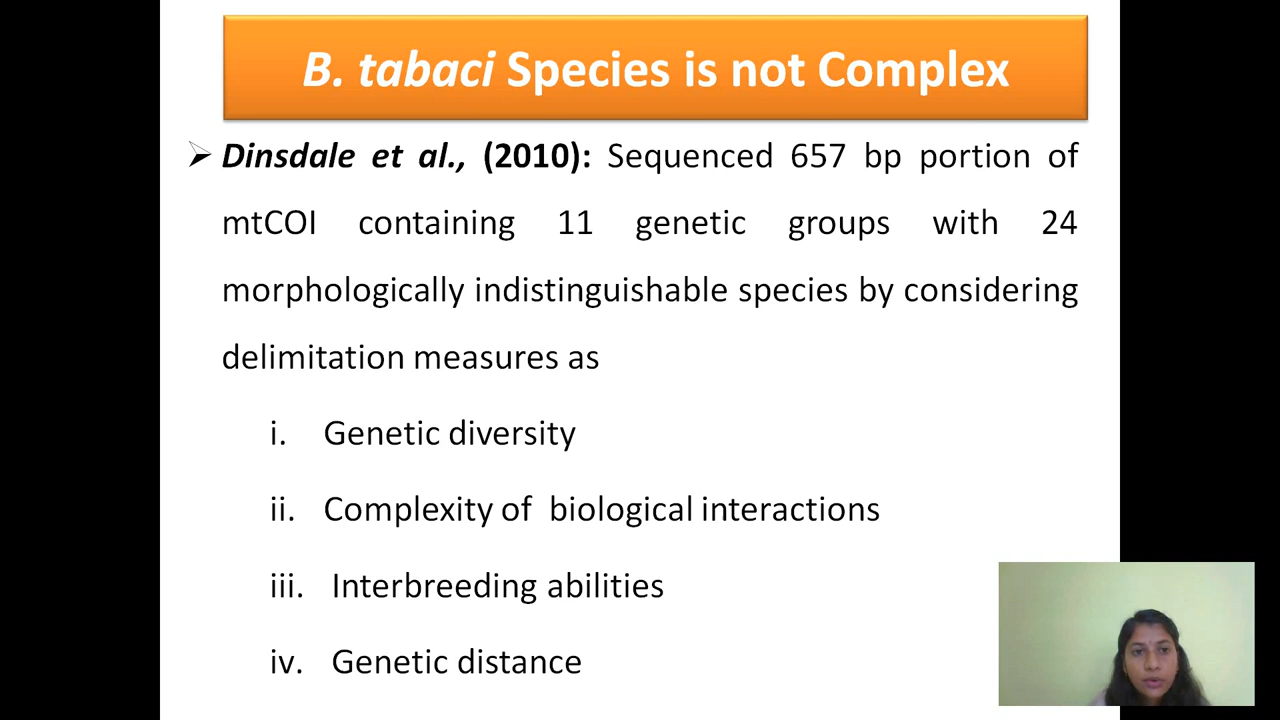 B. tabaci Species is not Complex
➢ Dinsdale et al., (2010): Sequenced 657 bp portion of
mtCOI containing 11 genetic groups with 24
morphologically indistinguishable species by considering
delimitation measures as
i. Genetic diversity
ii. Complexity of biological interactions
iii. Interbreeding abilities
iv. Genetic distance